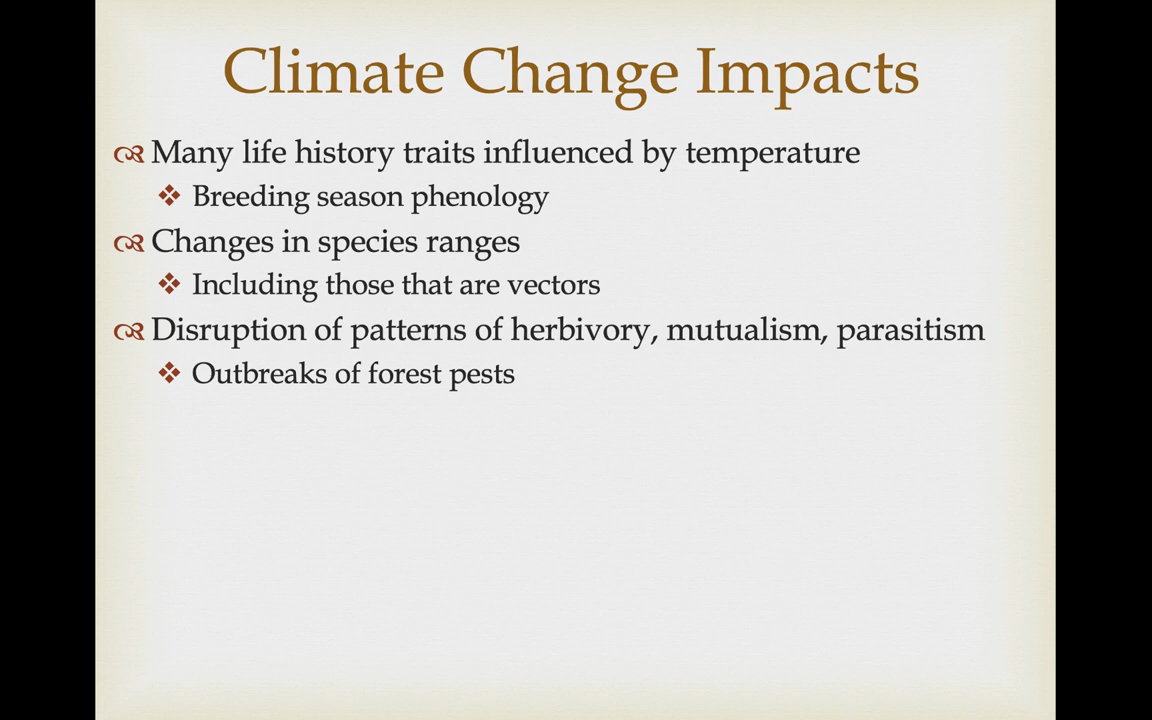 Climate Change Impacts
Many life history traits influenced by temperature
Breeding season phenology
Changes in species ranges
Including those that are vectors
Disruption of patterns of herbivory, mutualism, parasitism
Outbreaks of forest pests